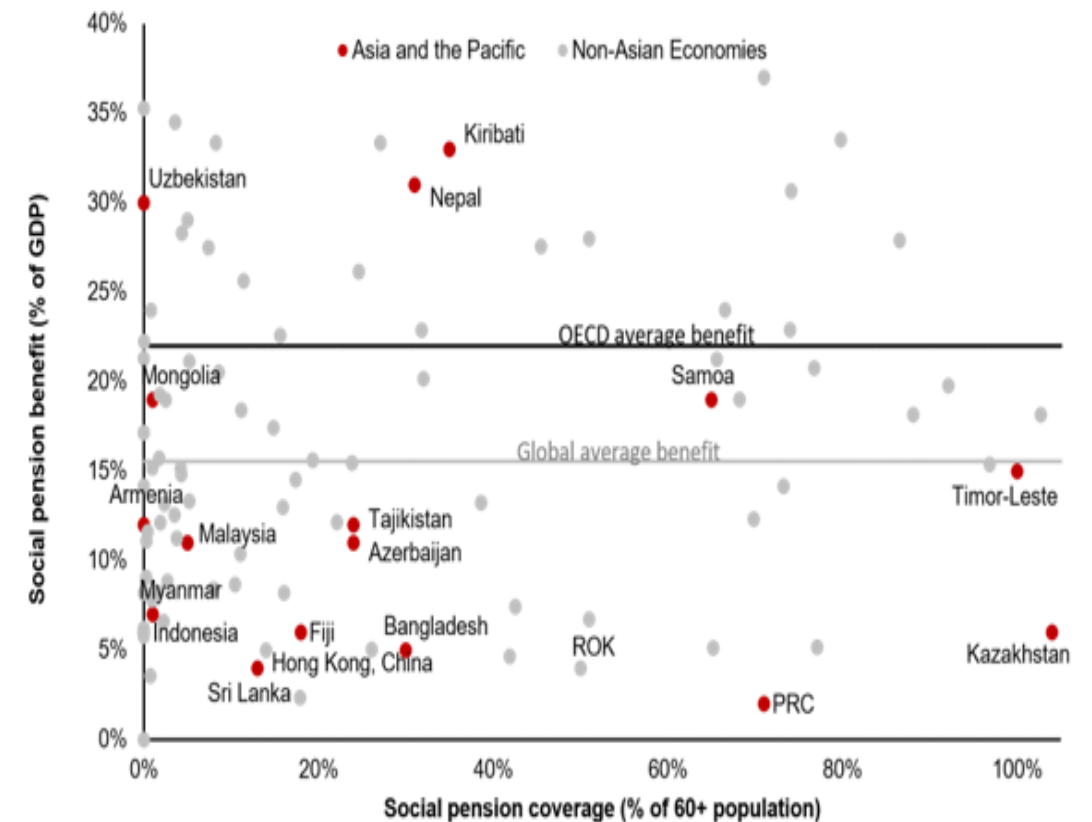 40%
Asia and the Pacific Non-Asian Economies
35%
Kiribati
Uzbekistan
30%
Nepal
25%
OECD average benefit
20%
Mongolia
Samoa
Global average benefit
15%
Armenia
Timor-Leste
Tajikistan
Malaysia
Azerbaijan
10%
Myanmar
Indonesia
Fiji
Bangladesh
5%
ROK
Kazakhstan
Hong Kong, China
Sri Lanka
PRC
0%
0% 20% 40% 60% 80% 100%
Social pension coverage (% of 60+ population)
Social pension benefit (% of GDP)